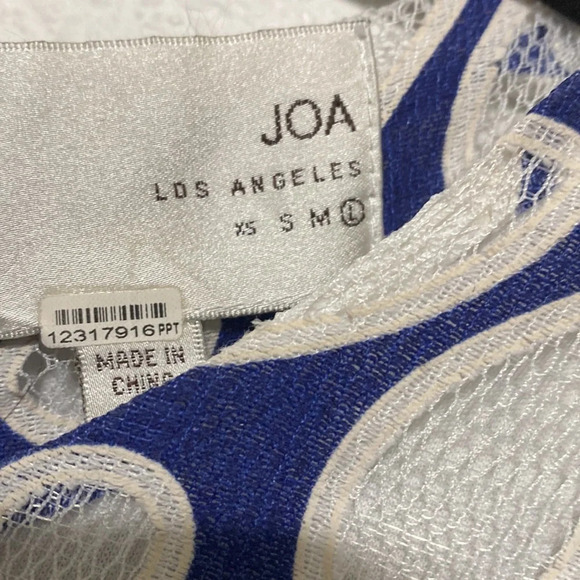 JOA
LOS ANGELES
XS S M L
12317916 PPT
MADE IN
CHINA